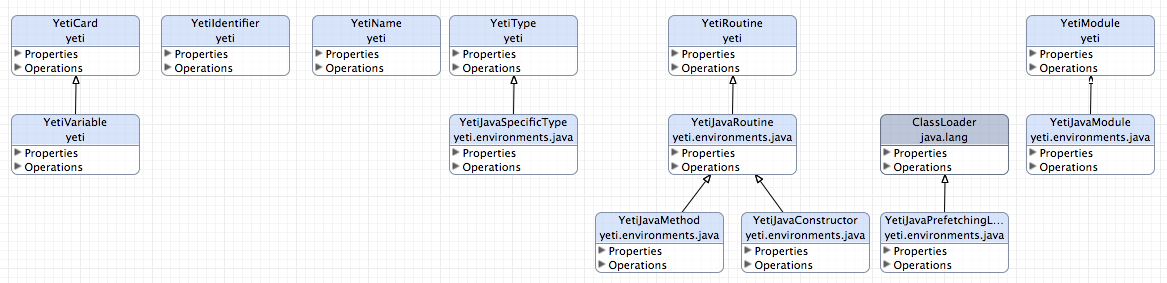 YetiCard
yeti
Properties
Operations
YetiIdentifier
yeti
Properties
Operations
YetiName
yeti
Properties
Operations
YetiType
yeti
Properties
Operations
YetiRoutine
yeti
Properties
Operations
YetiModule
yeti
Properties
Operations
YetiVariable
yeti
Properties
Operations
YetiJavaSpecificType
yeti.environments.java
Properties
Operations
YetiJavaRoutine
yeti.environments.java
Properties
Operations
ClassLoader
java.lang
Properties
Operations
YetiJavaModule
yeti.environments.java
Properties
Operations
YetiJavaMethod
yeti.environments.java
Properties
Operations
YetiJavaConstructor
yeti.environments.java
Properties
Operations
YetiJavaPrefetchingL...
yeti.environments.java
Properties
Operations